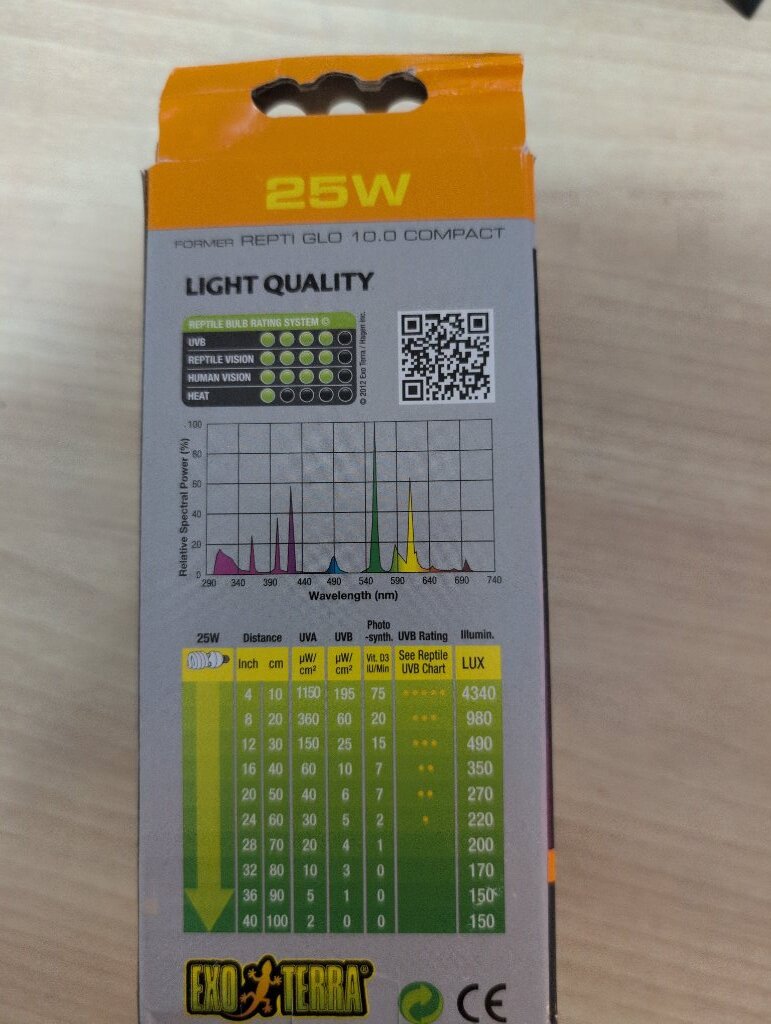 25W
FORMER REPTI GLO 10.0 COMPACT
LIGHT QUALITY
REPTILE BULB RATING SYSTEM ©
UVB
REPTILE VISION
HUMAN VISION
HEAT
© 2012 Exo Terra / Hagen Inc.
Relative Spectral Power (%)
100
80
60
40
20
0
290 340 390 440 490 540 590 640 690 740
Wavelength (nm)
25W Distance UVA UVB Photo-synth. UVB Rating Illumin.
Inch cm µW/cm² µW/cm² Vit. D3 IU/Min See Reptile UVB Chart LUX
4 10 1150 195 75 4340
8 20 360 60 20 980
12 30 150 25 15 490
16 40 60 10 7 350
20 50 40 6 7 270
24 60 30 5 2 220
28 70 20 4 1 200
32 80 10 3 0 170
36 90 5 1 0 150
40 100 2 0 0 150
EXO TERRA®
CE